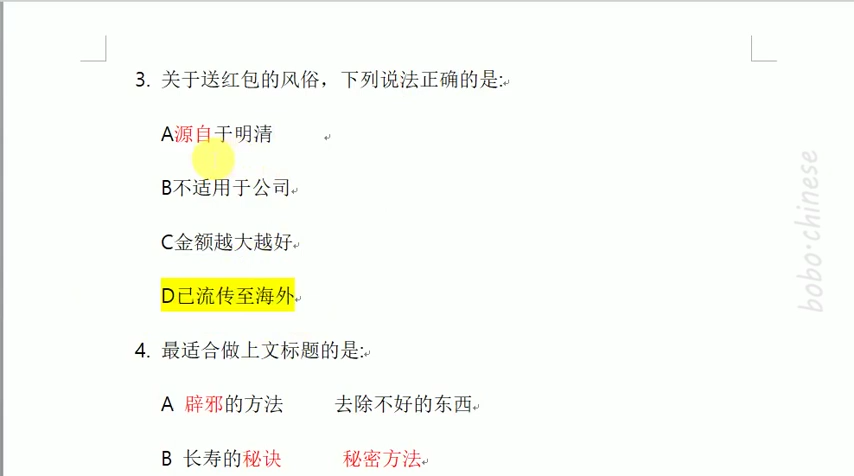 3. 关于送红包的风俗，下列说法正确的是:
A源自于明清
B不适用于公司
C金额越大越好
D已流传至海外
4. 最适合做上文标题的是:
A 辟邪的方法 去除不好的东西
B 长寿的秘诀 秘密方法
bobo·chinese